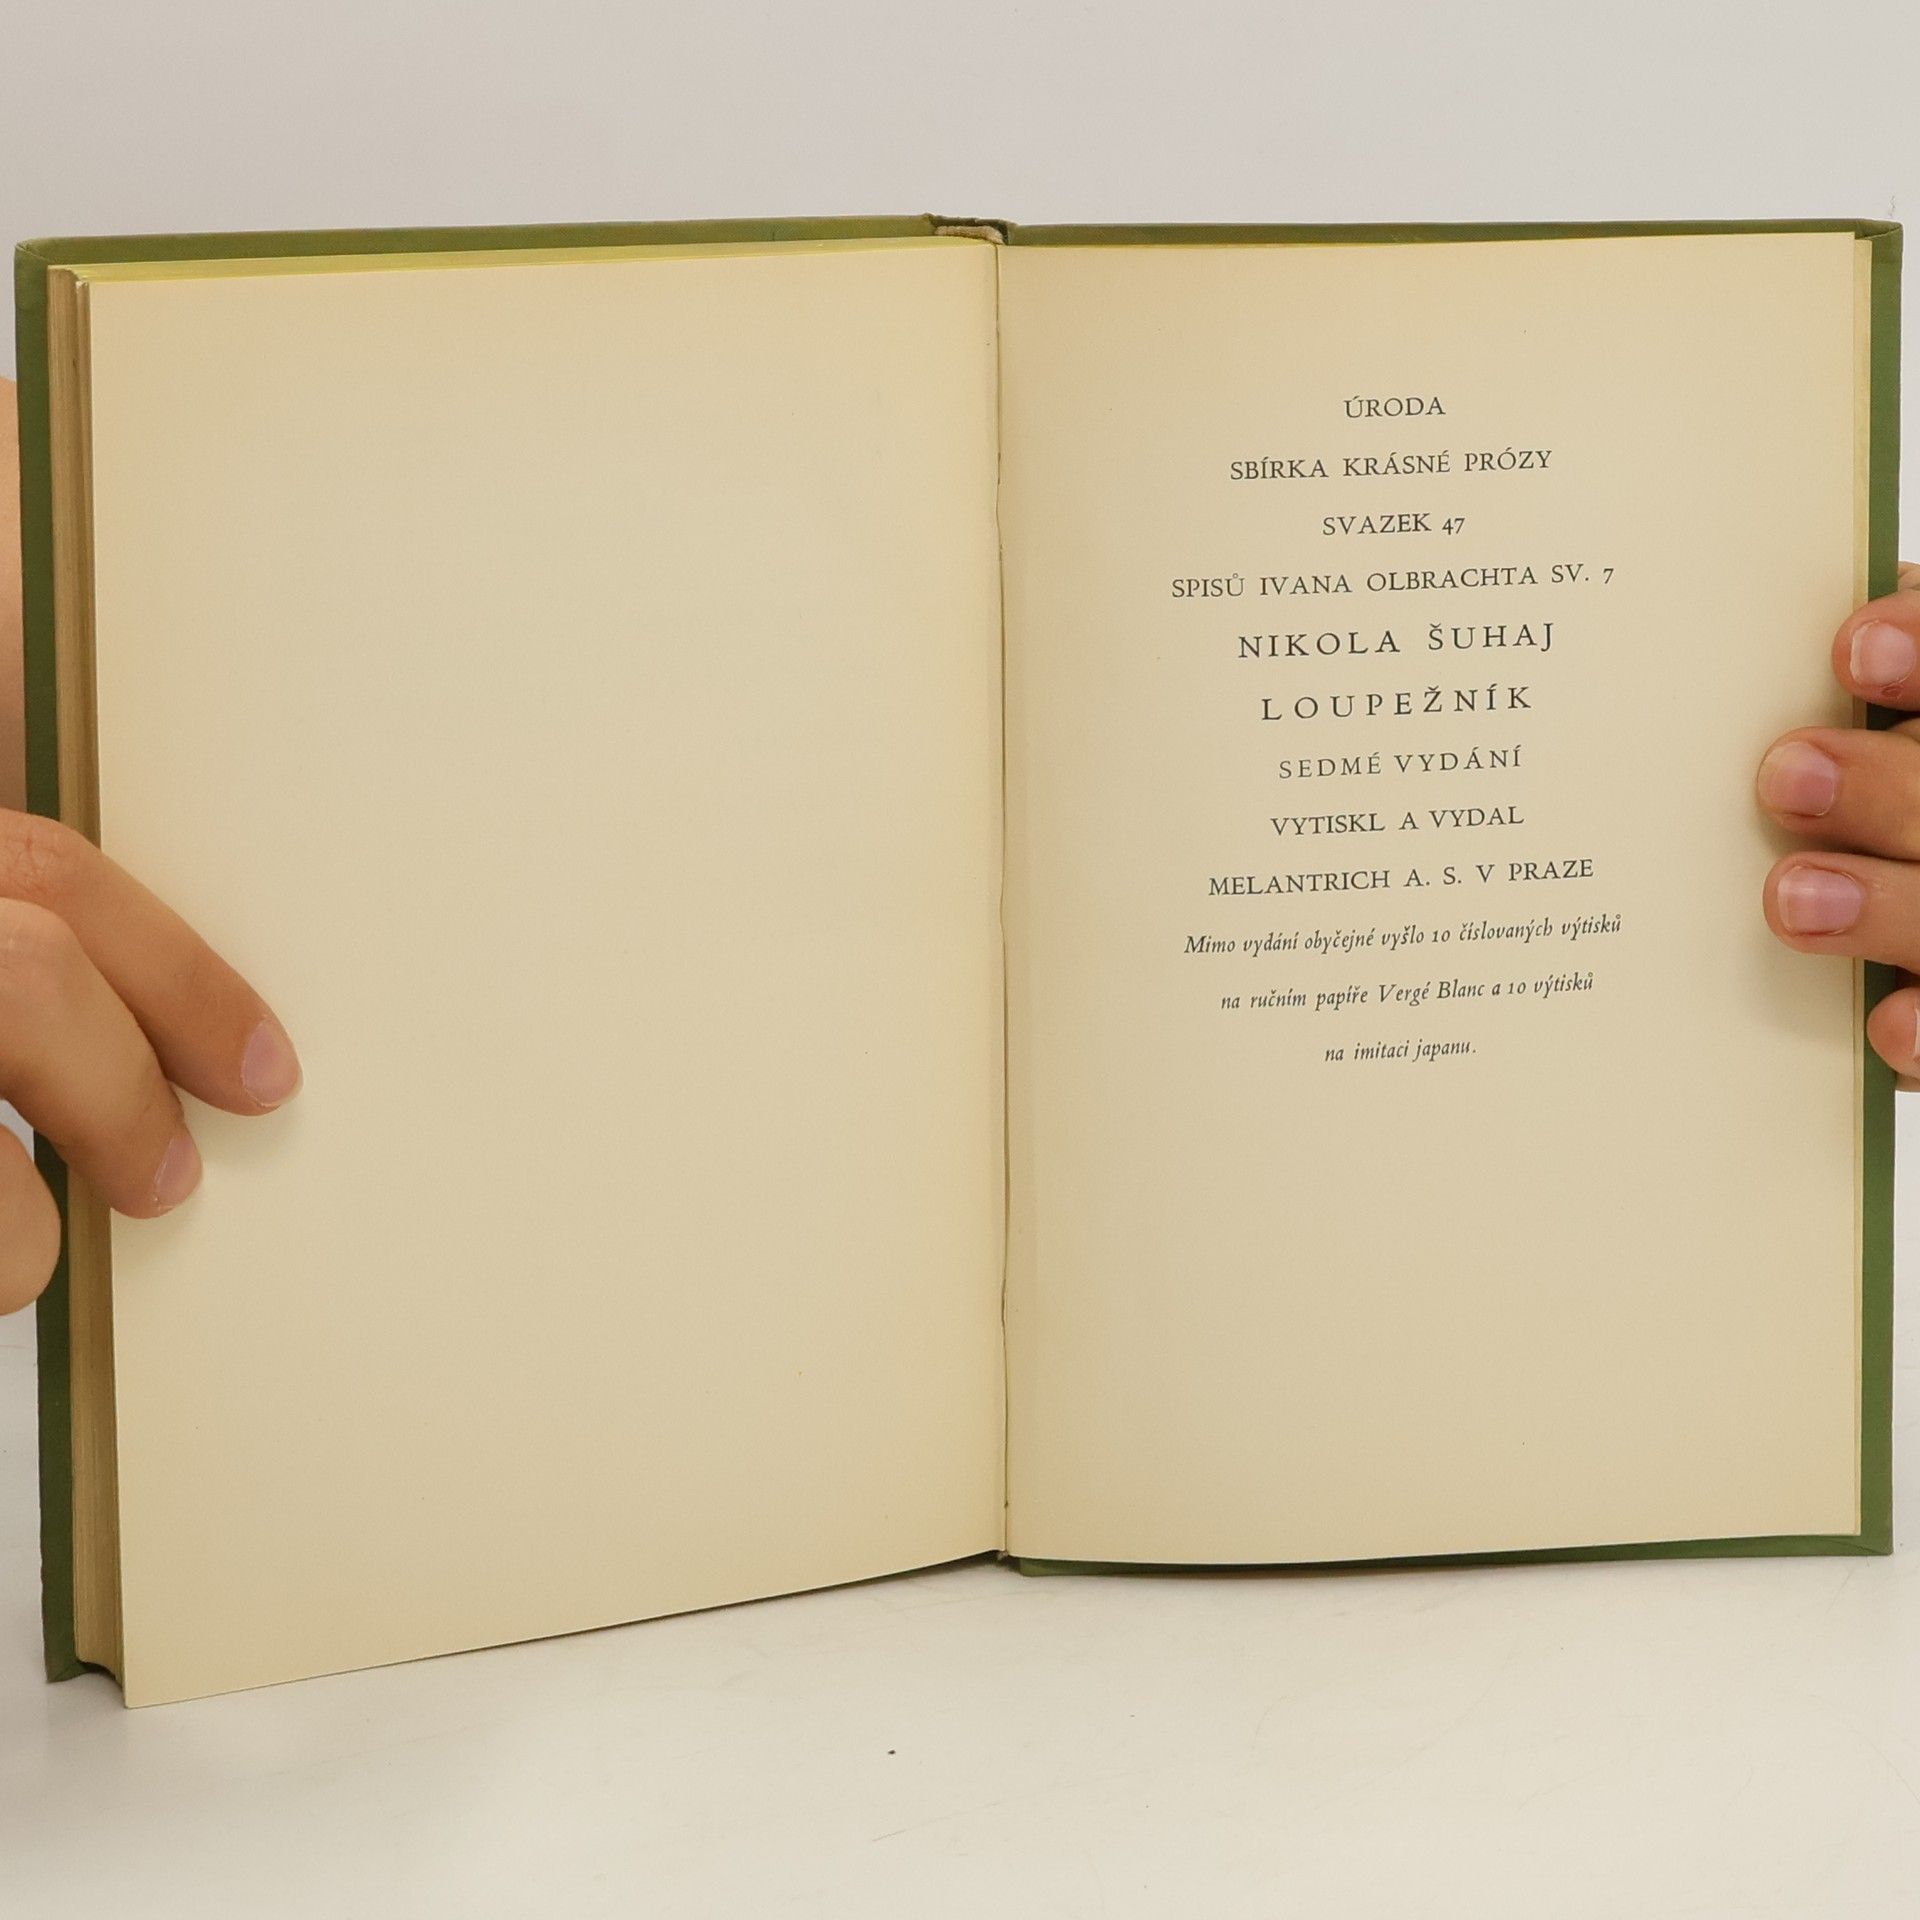 ÚRODA
SBÍRKA KRÁSNÉ PRÓZY
SVAZEK 47
SPISŮ IVANA OLBRACHTA SV. 7
NIKOLA ŠUHAJ
LOUPEŽNÍK
SEDMÉ VYDÁNÍ
VYTISKL A VYDAL
MELANTRICH A. S. V PRAZE
Mimo vydání obyčejné vyšlo 10 číslovaných výtisků
na ručním papíře Vergé Blanc a 10 výtisků
na imitaci japanu.